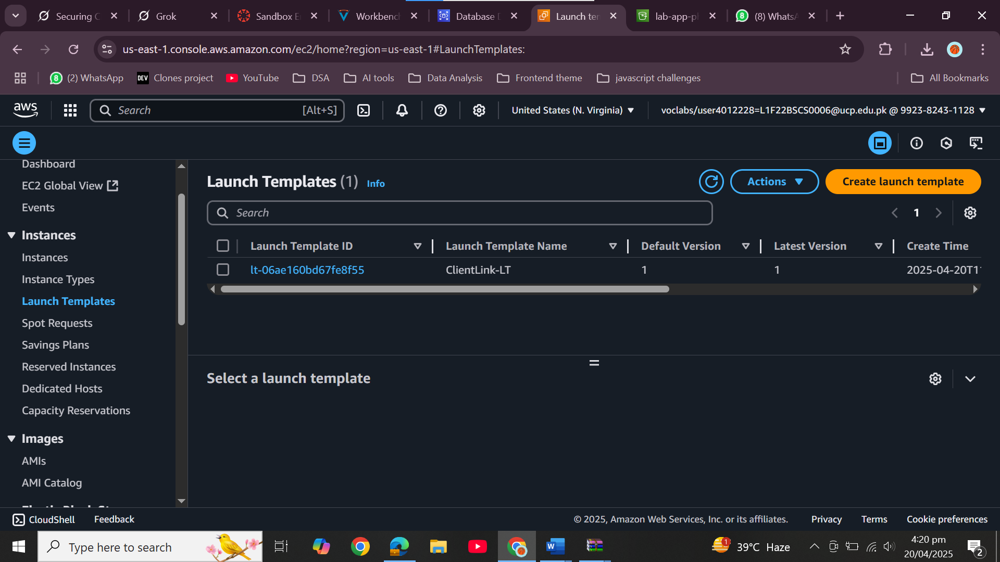 Securing C
Grok
Sandbox E
Workbench
Database D
Launch ter
lab-app-p
(8) WhatsA
us-east-1.console.aws.amazon.com/ec2/home?region=us-east-1#LaunchTemplates:
(2) WhatsApp
DEV
Clones project
YouTube
DSA
AI tools
Data Analysis
Frontend theme
javascript challenges
All Bookmarks
aws
Search
[Alt+S]
United States (N. Virginia)
voclabs/user4012228=L1F22BSCS0006@ucp.edu.pk @ 9923-8243-1128
Dashboard
EC2 Global View
Events
Instances
Instances
Instance Types
Launch Templates
Spot Requests
Savings Plans
Reserved Instances
Dedicated Hosts
Capacity Reservations
Images
AMIs
AMI Catalog
Launch Templates (1) Info
Actions
Create launch template
Search
1
Launch Template ID
Launch Template Name
Default Version
Latest Version
Create Time
lt-06ae160bd67fe8f55
ClientLink-LT
1
1
2025-04-20T1
Select a launch template
CloudShell
Feedback
© 2025, Amazon Web Services, Inc. or its affiliates.
Privacy
Terms
Cookie preferences
Type here to search
1
39°C Haze
4:20 pm
20/04/2025
2